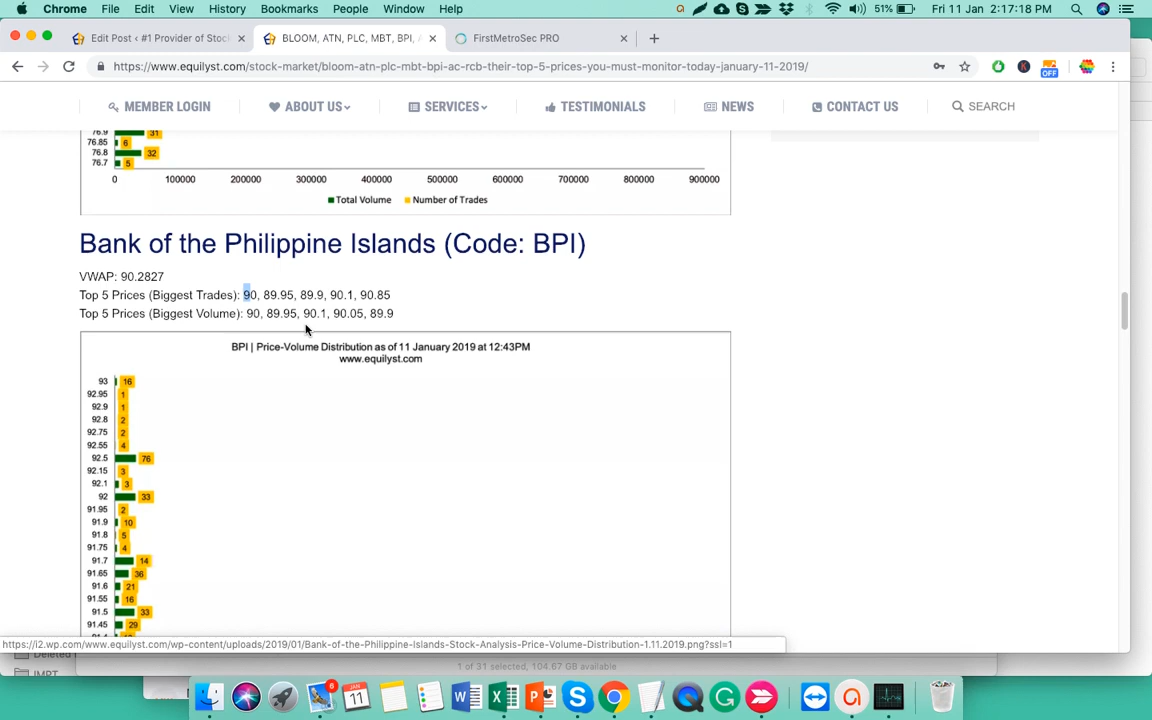 Chrome File Edit View History Bookmarks People Window Help 51% Fri 11 Jan 2:17:18 PM
Edit Post ‹ #1 Provider of Stock
BLOOM, ATN, PLC, MBT, BPI,
FirstMetroSec PRO
https://www.equilyst.com/stock-market/bloom-atn-plc-mbt-bpi-ac-rcb-their-top-5-prices-you-must-monitor-today-january-11-2019/
OFF
MEMBER LOGIN ABOUT US SERVICES TESTIMONIALS NEWS CONTACT US SEARCH
76.9 31
76.85 6
76.8 32
76.7 5
0 100000 200000 300000 400000 500000 600000 700000 800000 900000
Total Volume Number of Trades
Bank of the Philippine Islands (Code: BPI)
VWAP: 90.2827
Top 5 Prices (Biggest Trades): 90, 89.95, 89.9, 90.1, 90.85
Top 5 Prices (Biggest Volume): 90, 89.95, 90.1, 90.05, 89.9
BPI | Price-Volume Distribution as of 11 January 2019 at 12:43PM
www.equilyst.com
93 16
92.95 1
92.9 1
92.8 2
92.75 2
92.55 4
92.5 76
92.15 3
92.1 3
92 33
91.95 2
91.9 10
91.8 5
91.75 4
91.7 14
91.65 36
91.6 21
91.55 16
91.5 33
91.45 29
https://i2.wp.com/www.equilyst.com/wp-content/uploads/2019/01/Bank-of-the-Philippine-Islands-Stock-Analysis-Price-Volume-Distribution-1.11.2019.png?ssl=1
1 of 31 selected, 104.67 GB available